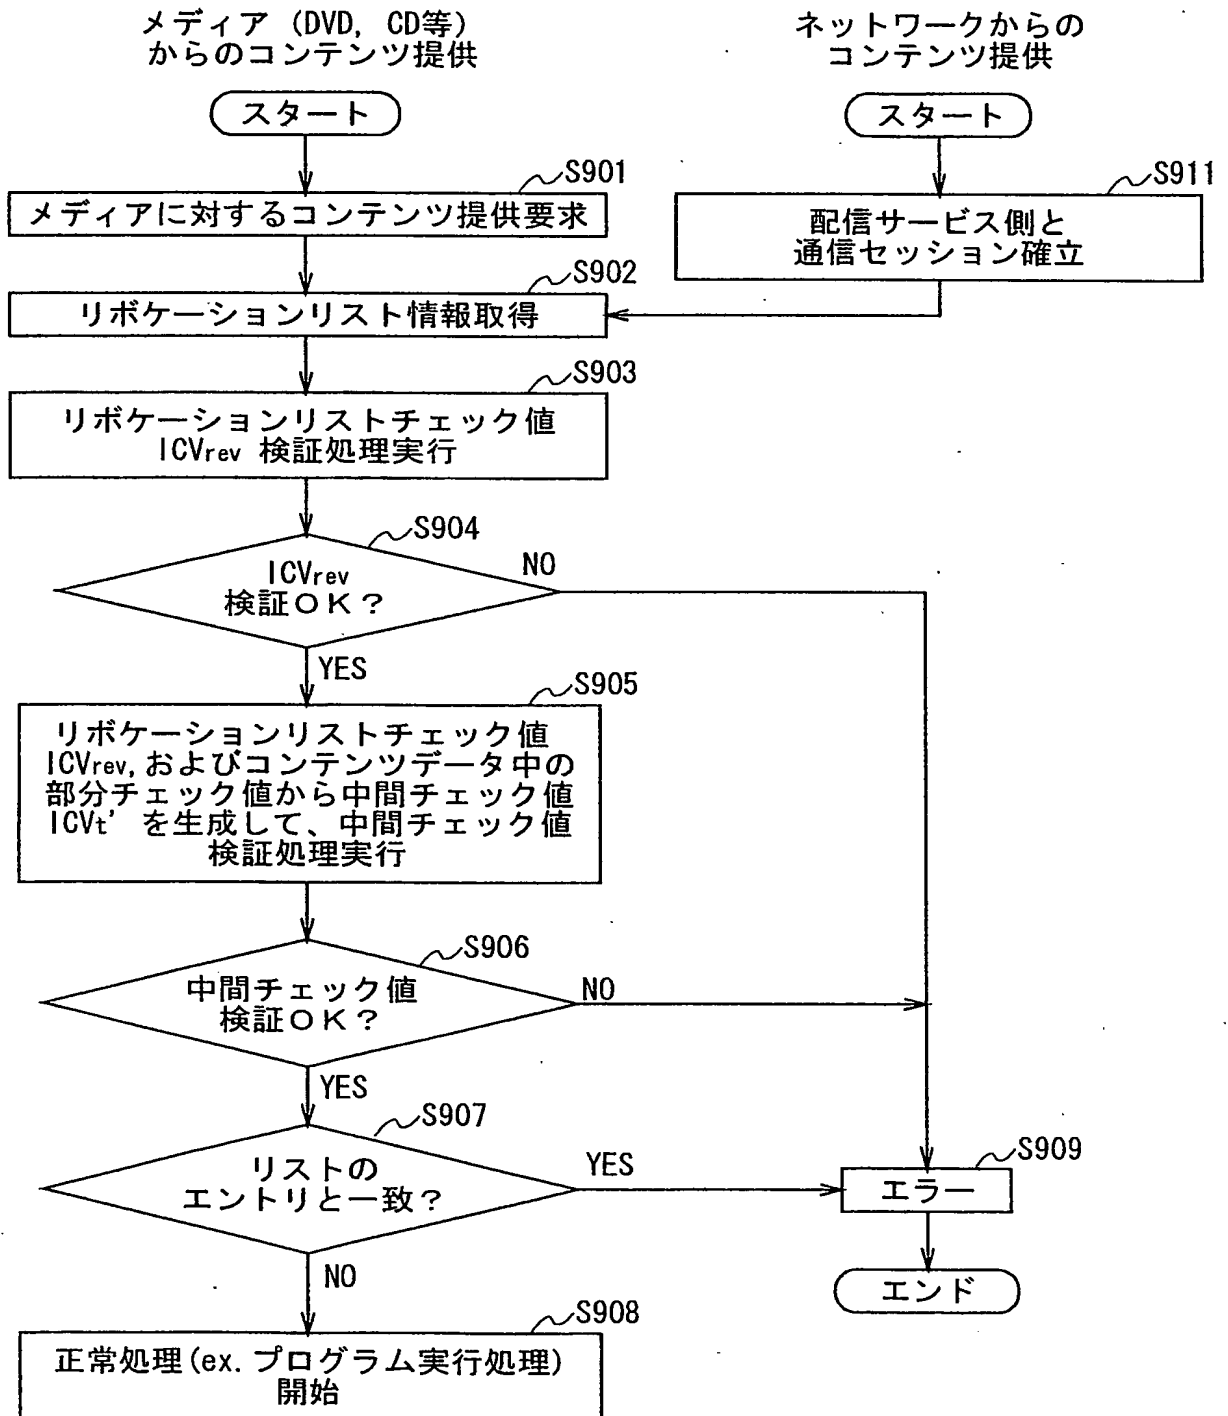 メディア (DVD, CD等)
からのコンテンツ提供
スタート
S901
メディアに対するコンテンツ提供要求
ネットワークからの
コンテンツ提供
スタート
S911
配信サービス側と
通信セッション確立
S902
リボケーションリスト情報取得
S903
リボケーションリストチェック値
ICVrev 検証処理実行
S904
ICVrev
検証OK?
NO
YES
S905
リボケーションリストチェック値
ICVrev,およびコンテンツデータ中の
部分チェック値から中間チェック値
ICVt' を生成して、中間チェック値
検証処理実行
S906
中間チェック値
検証OK?
NO
YES
S907
リストの
エントリと一致?
YES
NO
S909
エラー
エンド
S908
正常処理(ex.プログラム実行処理)
開始